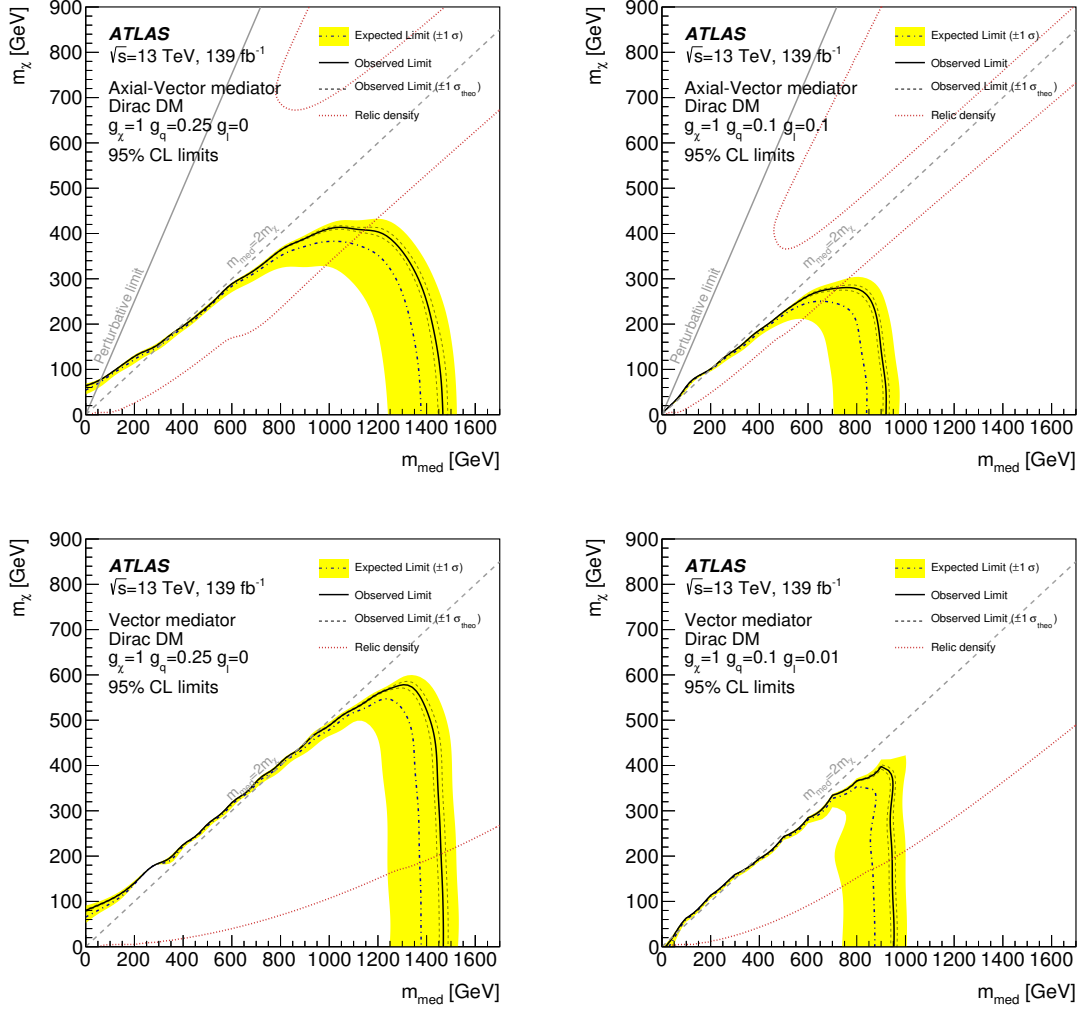 m_χ [GeV]
900
800
700
600
500
400
300
200
100
0
ATLAS
√s=13 TeV, 139 fb⁻¹
Axial-Vector mediator
Dirac DM
g_χ=1 g_q=0.25 g_l=0
95% CL limits
Expected Limit (±1 σ)
Observed Limit
Observed Limit (±1 σ_theo)
Relic density
Perturbative limit
m_med=2m_χ
0 200 400 600 800 1000 1200 1400 1600
m_med [GeV]
m_χ [GeV]
900
800
700
600
500
400
300
200
100
0
ATLAS
√s=13 TeV, 139 fb⁻¹
Axial-Vector mediator
Dirac DM
g_χ=1 g_q=0.1 g_l=0.1
95% CL limits
Expected Limit (±1 σ)
Observed Limit
Observed Limit (±1 σ_theo)
Relic density
Perturbative limit
m_med=2m_χ
0 200 400 600 800 1000 1200 1400 1600
m_med [GeV]
m_χ [GeV]
900
800
700
600
500
400
300
200
100
0
ATLAS
√s=13 TeV, 139 fb⁻¹
Vector mediator
Dirac DM
g_χ=1 g_q=0.25 g_l=0
95% CL limits
Expected Limit (±1 σ)
Observed Limit
Observed Limit (±1 σ_theo)
Relic density
m_med=2m_χ
0 200 400 600 800 1000 1200 1400 1600
m_med [GeV]
m_χ [GeV]
900
800
700
600
500
400
300
200
100
0
ATLAS
√s=13 TeV, 139 fb⁻¹
Vector mediator
Dirac DM
g_χ=1 g_q=0.1 g_l=0.01
95% CL limits
Expected Limit (±1 σ)
Observed Limit
Observed Limit (±1 σ_theo)
Relic density
m_med=2m_χ
0 200 400 600 800 1000 1200 1400 1600
m_med [GeV]